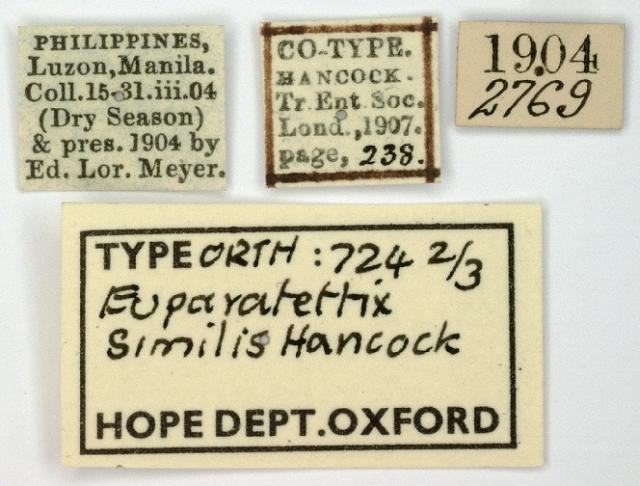 PHILIPPINES,
Luzon, Manila.
Coll. 15-31.iii.04
(Dry Season)
& pres. 1904 by
Ed. Lor. Meyer.
CO-TYPE.
HANCOCK.
Tr. Ent. Soc.
Lond., 1907.
page, 238.
1904
2769
TYPE ORTH : 724 2/3
Euparatettix
Similis Hancock
HOPE DEPT. OXFORD